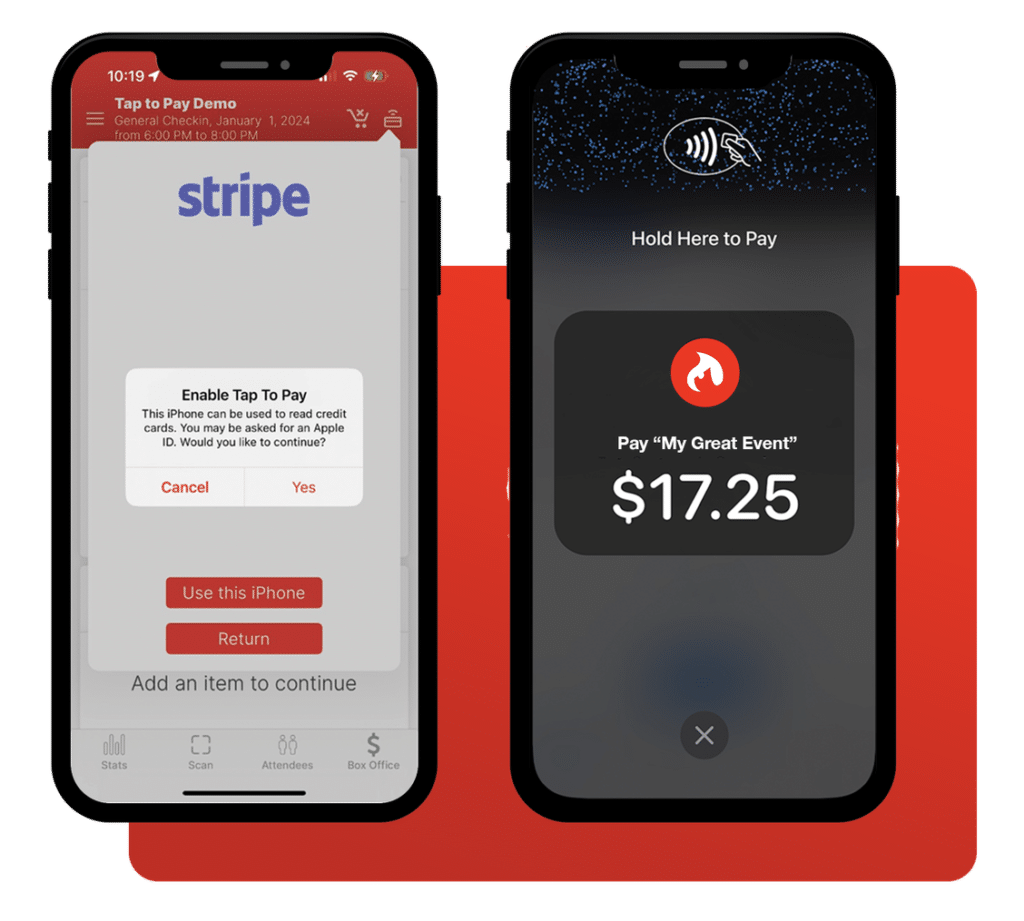 10:19
Tap to Pay Demo
General Checkin, January 1, 2024
from 6:00 PM to 8:00 PM
stripe
Enable Tap To Pay
This iPhone can be used to read credit
cards. You may be asked for an Apple
ID. Would you like to continue?
Cancel Yes
Use this iPhone
Return
Add an item to continue
Stats Scan Attendees Box Office
Hold Here to Pay
Pay “My Great Event”
$17.25